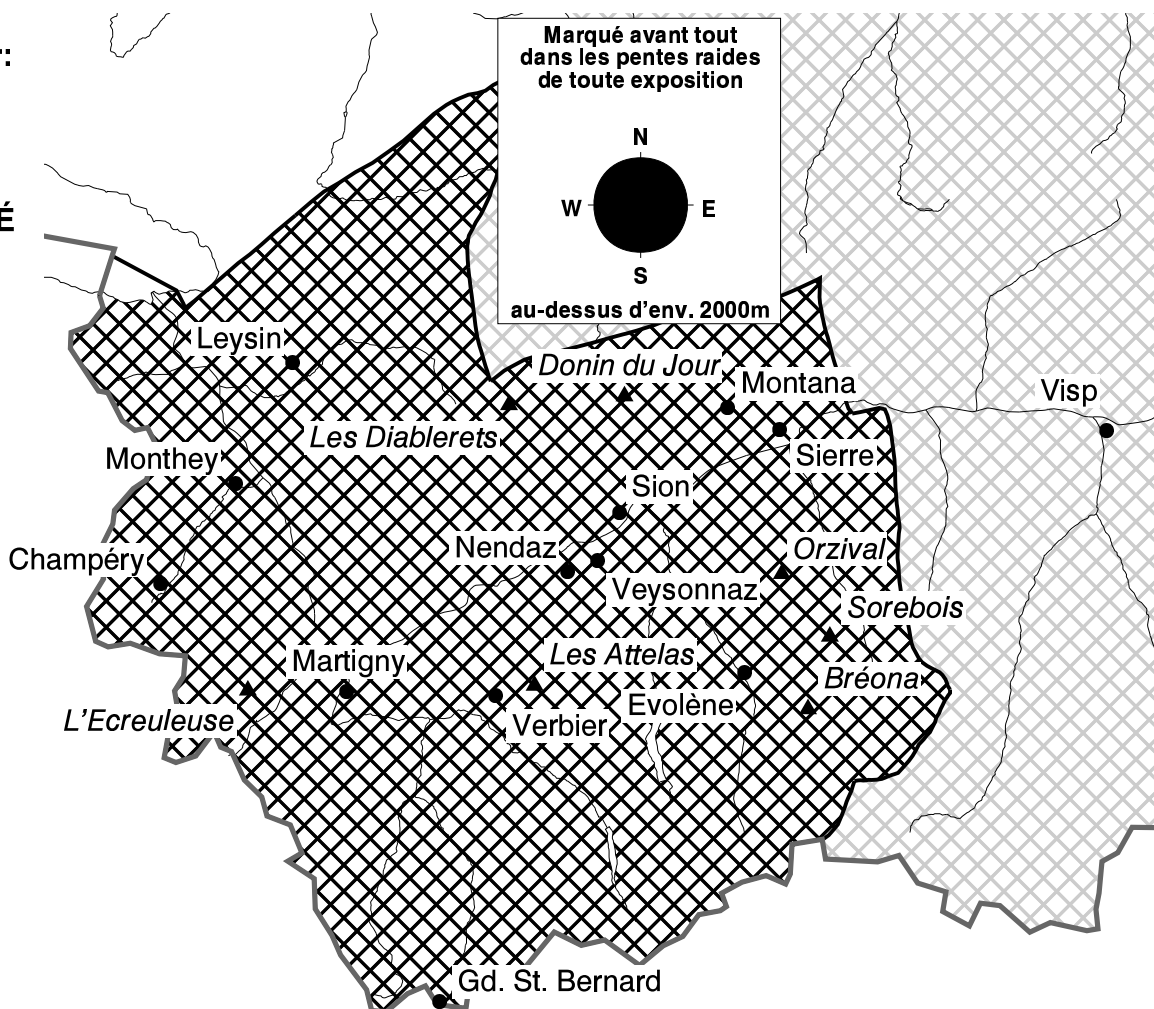 Marqué avant tout
dans les pentes raides
de toute exposition
:
É
N
W
E
S
au-dessus d'env. 2000m
Leysin
Donin du Jour
Montana
Visp
Les Diablerets
Sierre
Monthey
Sion
Champéry
Nendaz
Orzival
Veysonnaz
Sorebois
Martigny
Les Attelas
Bréona
L'Ecreuleuse
Verbier
Evolène
Gd. St. Bernard